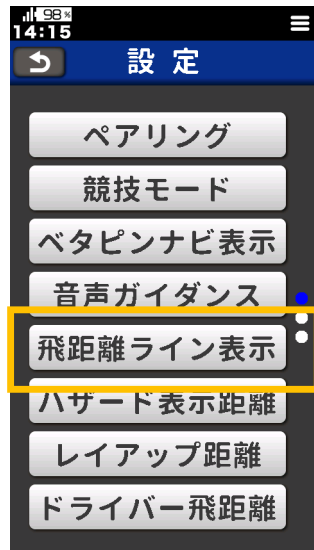 98%
14:15
設定
ペアリング
競技モード
ベタピンナビ表示
音声ガイダンス
飛距離ライン表示
ハザード表示距離
レイアップ距離
ドライバー飛距離